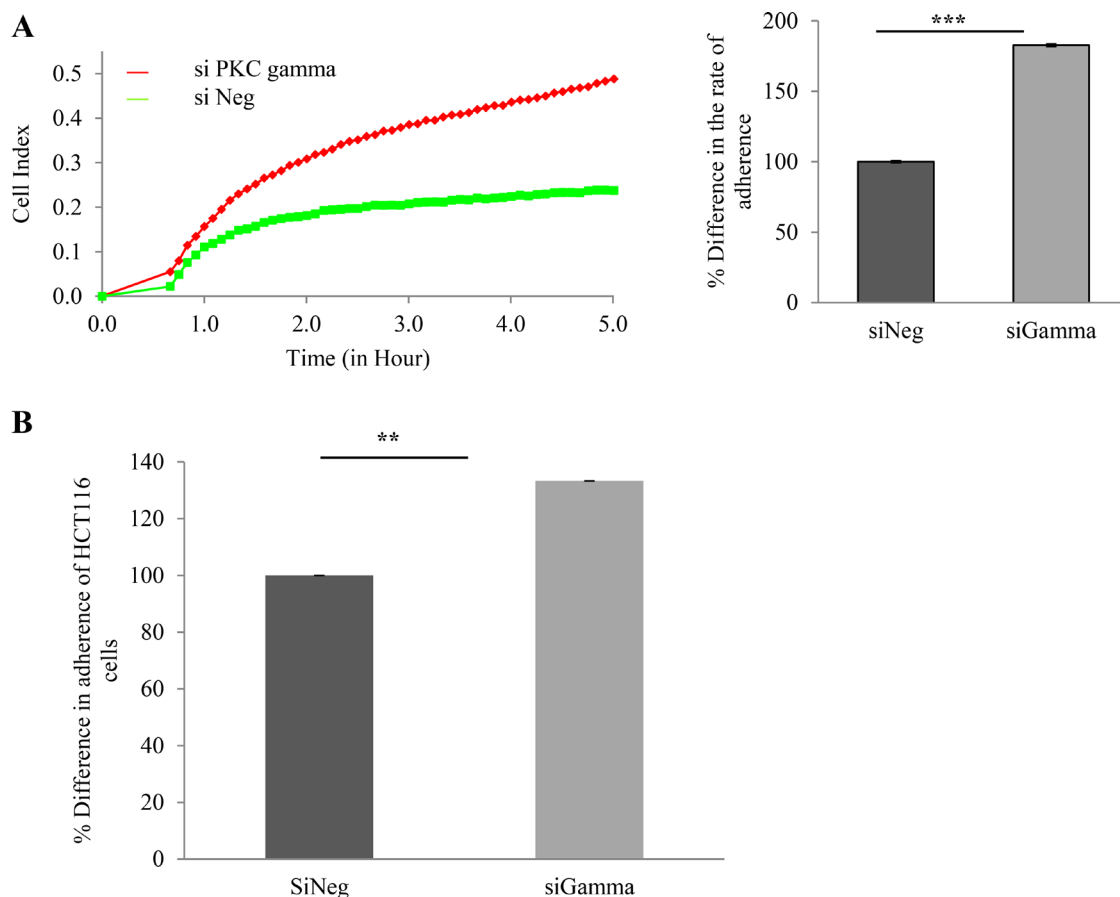 A
si PKC gamma
si Neg
Cell Index
0.5
0.4
0.3
0.2
0.1
0.0
0.0 1.0 2.0 3.0 4.0 5.0
Time (in Hour)
% Difference in the rate of
adherence
200
150
100
50
0
***
siNeg siGamma
B
% Difference in adherence of HCT116
cells
140
120
100
80
60
40
20
0
**
SiNeg siGamma